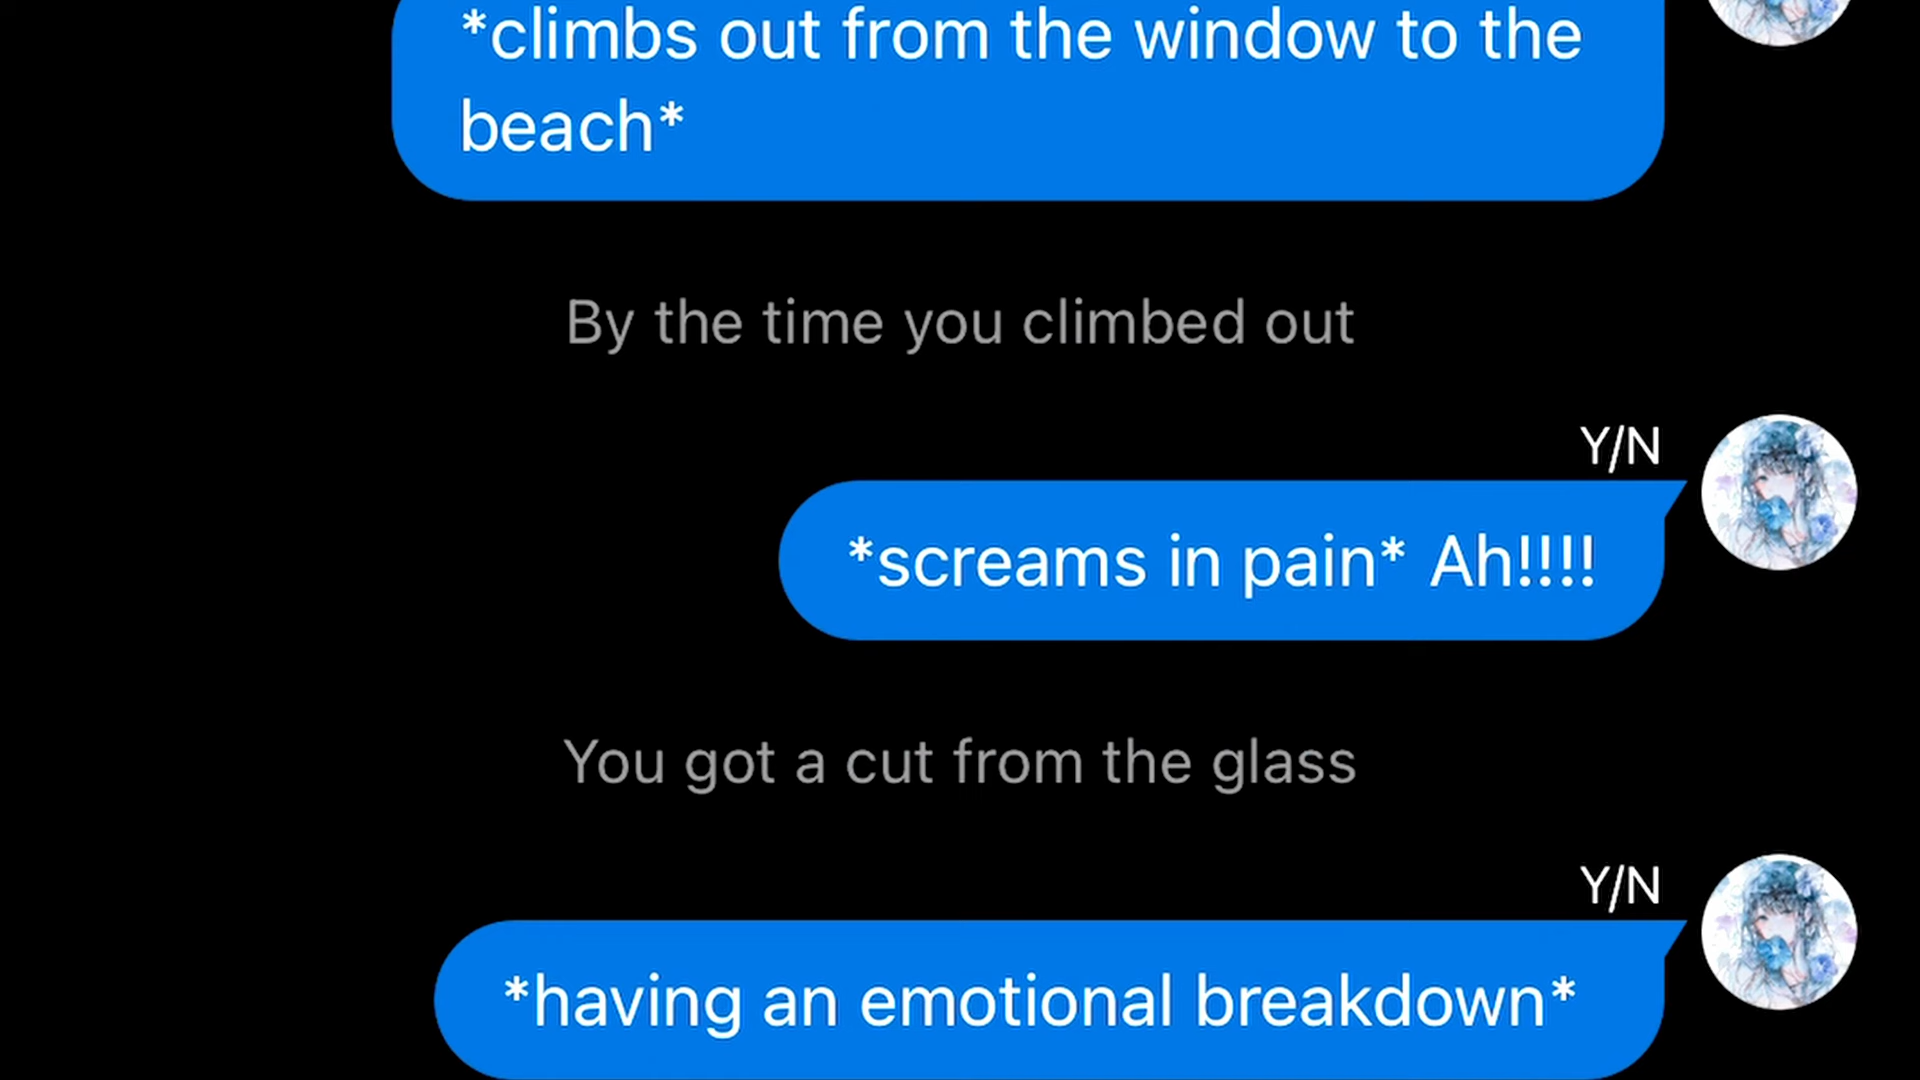 *climbs out from the window to the
beach*
By the time you climbed out
Y/N
*screams in pain* Ah!!!!
You got a cut from the glass
Y/N
*having an emotional breakdown*